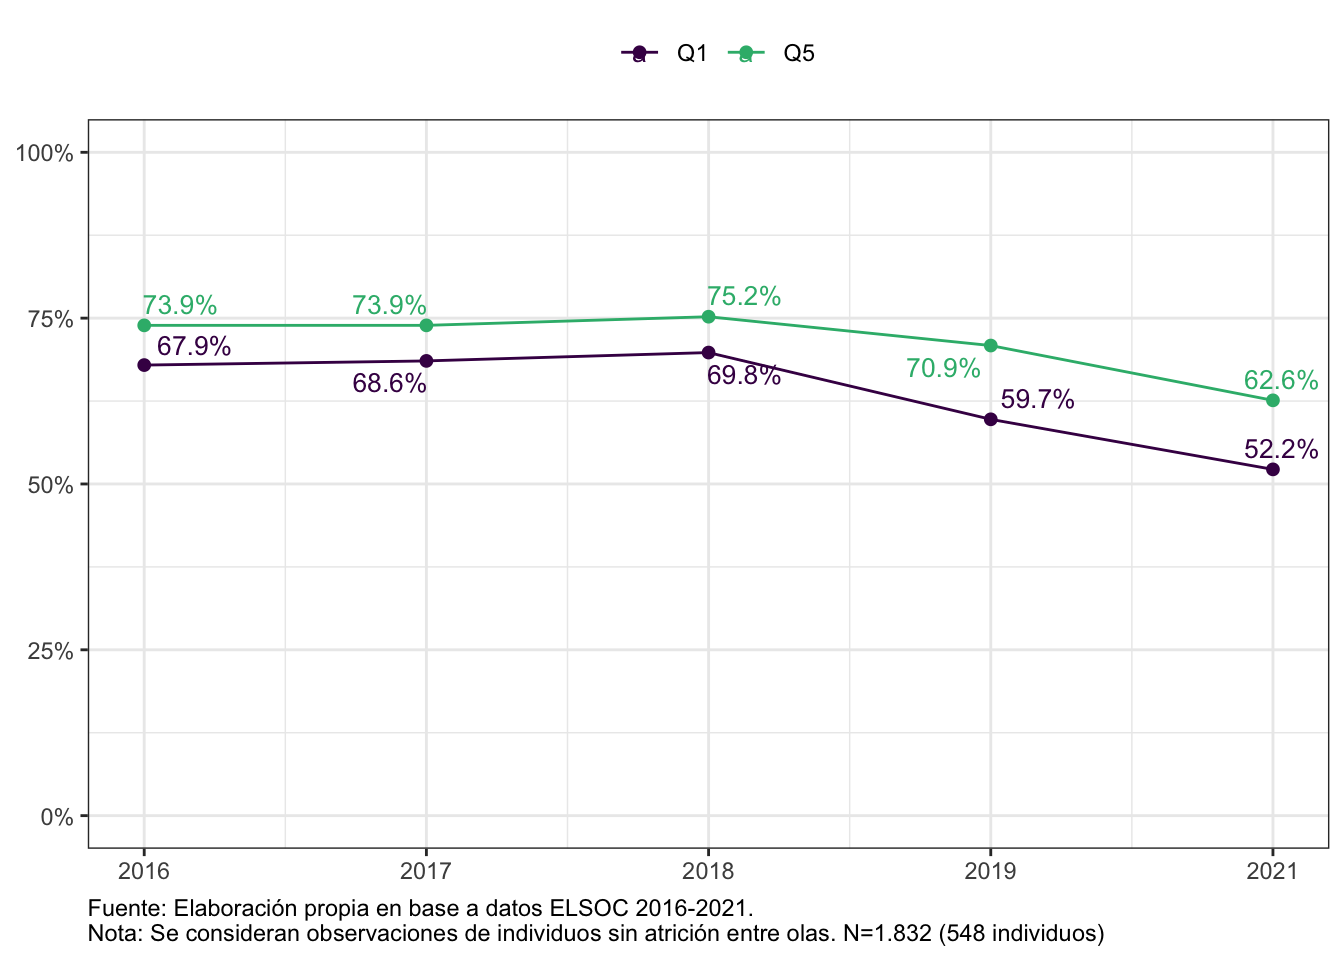 Q1 Q5
100%
75%
50%
25%
0%
73.9% 73.9% 75.2% 70.9% 62.6%
67.9% 68.6% 69.8% 59.7% 52.2%
2016 2017 2018 2019 2021
Fuente: Elaboración propia en base a datos ELSOC 2016-2021.
Nota: Se consideran observaciones de individuos sin atrición entre olas. N=1.832 (548 individuos)